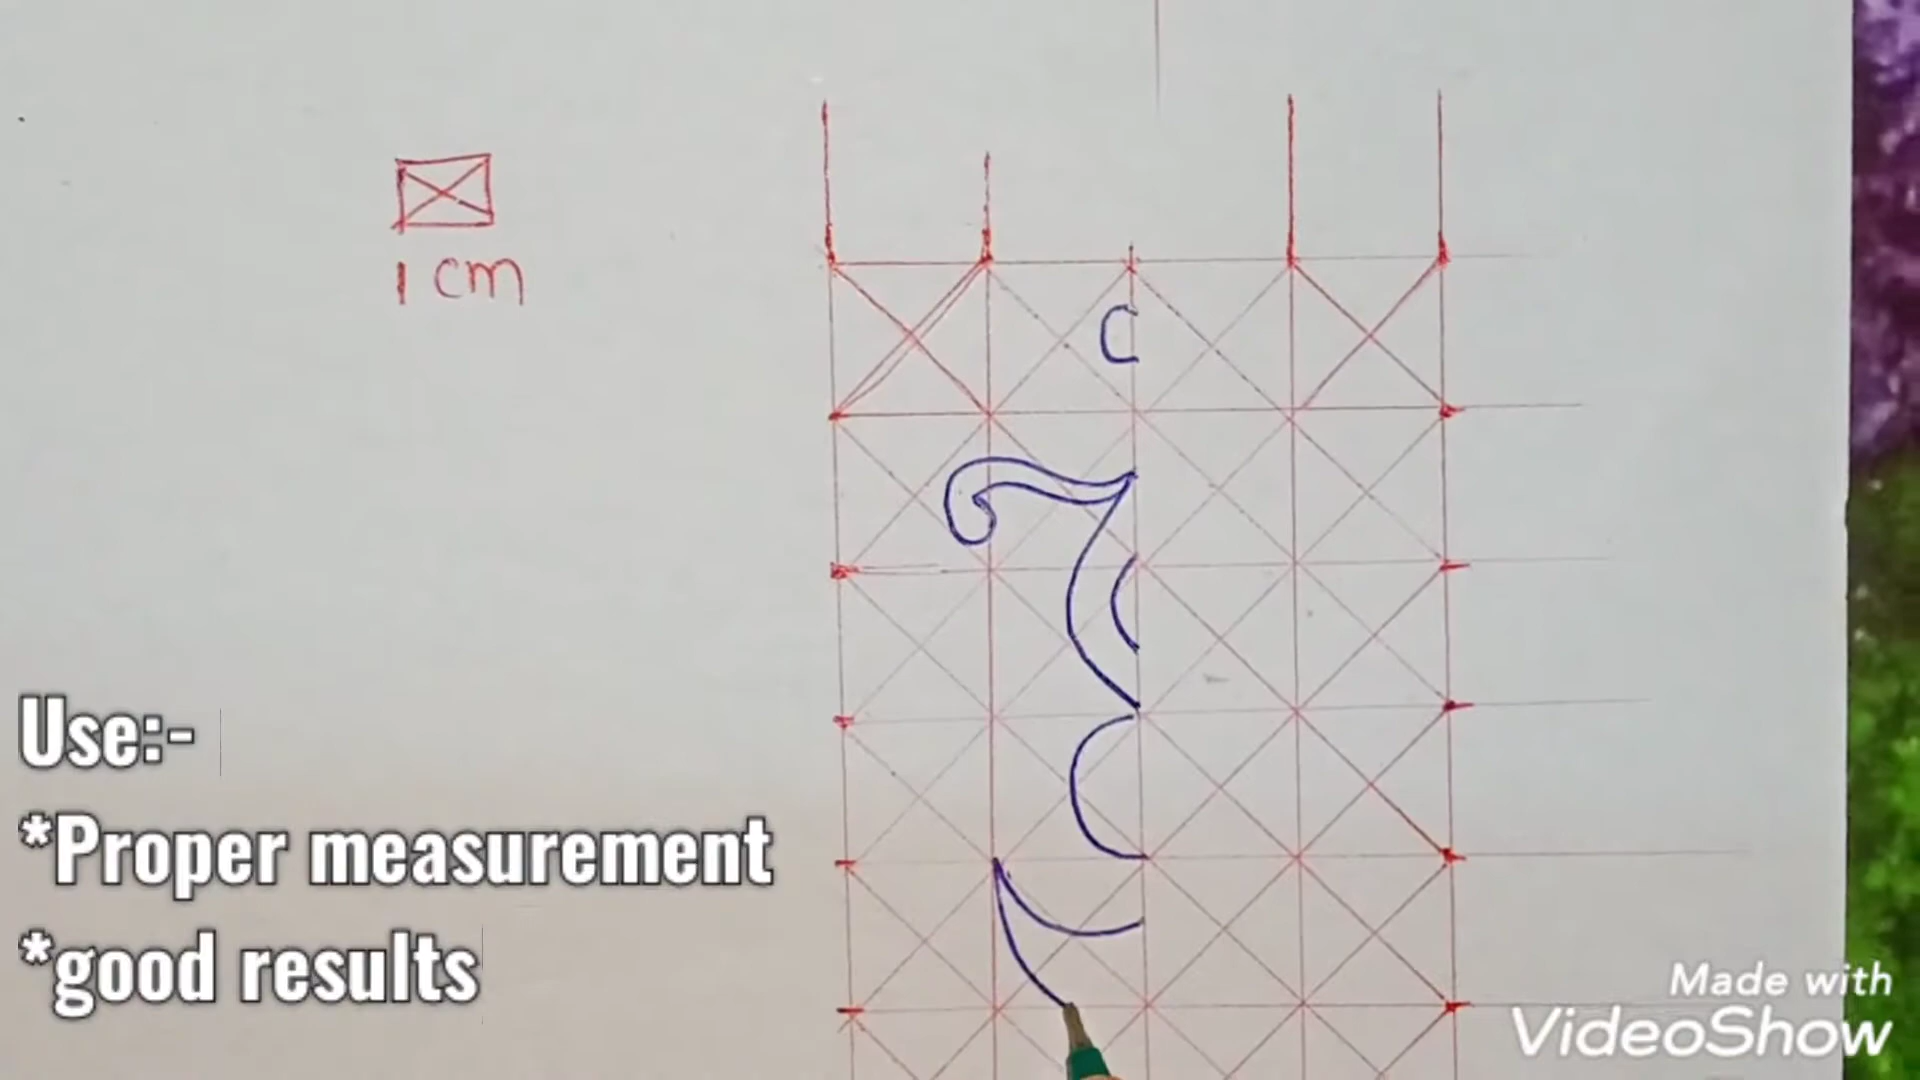 1 cm
C
Use:-
*Proper measurement
*good results
Made with
VideoShow